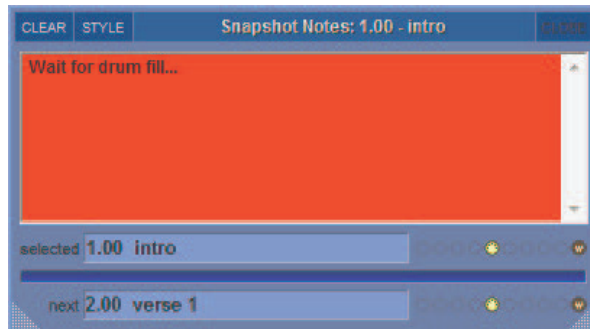 CLEAR STYLE Snapshot Notes: 1.00 - intro CLOSE
Wait for drum fill...
selected 1.00 intro
next 2.00 verse 1